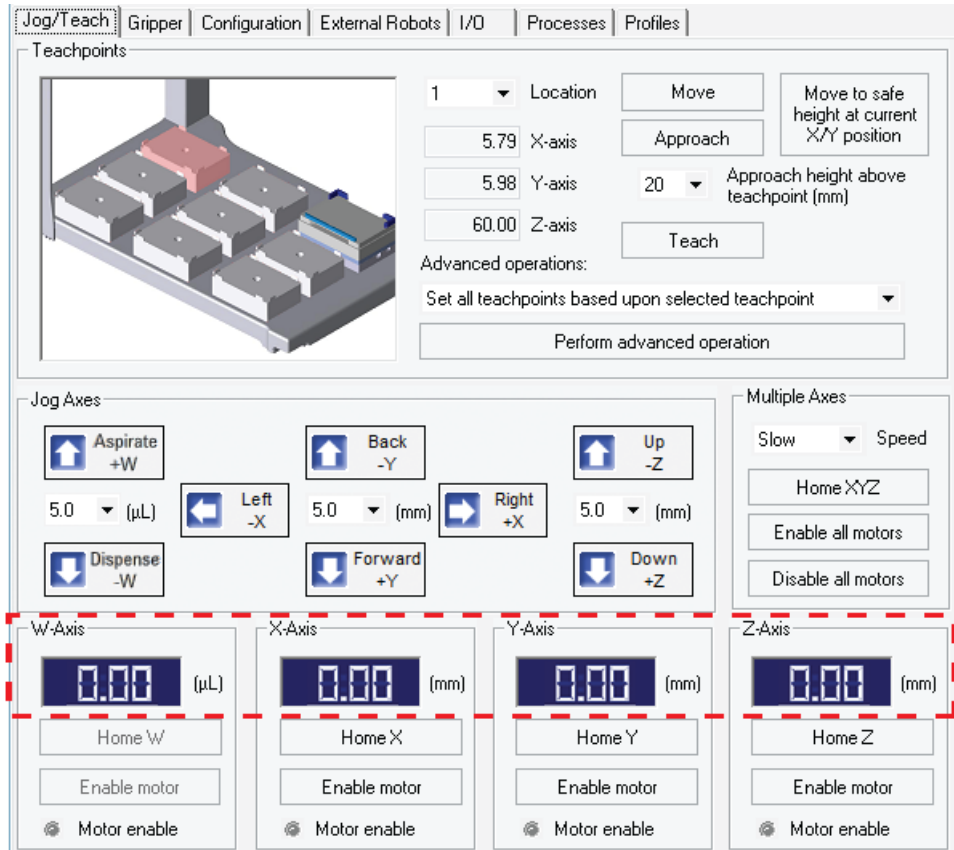 Jog/Teach Gripper Configuration External Robots I/O Processes Profiles
Teachpoints
1 Location
5.79 X-axis
5.98 Y-axis
60.00 Z-axis
Move
Approach
Move to safe
height at current
X/Y position
20 Approach height above
teachpoint (mm)
Teach
Advanced operations:
Set all teachpoints based upon selected teachpoint
Perform advanced operation
Jog Axes
Aspirate
+W
5.0 (µL)
Dispense
-W
Left
-X
Back
-Y
5.0 (mm)
Forward
+Y
Right
+X
Up
-Z
5.0 (mm)
Down
+Z
Multiple Axes
Slow Speed
Home XYZ
Enable all motors
Disable all motors
W-Axis
0.00 (µL)
Home W
Enable motor
Motor enable
X-Axis
0.00 (mm)
Home X
Enable motor
Motor enable
Y-Axis
0.00 (mm)
Home Y
Enable motor
Motor enable
Z-Axis
0.00 (mm)
Home Z
Enable motor
Motor enable